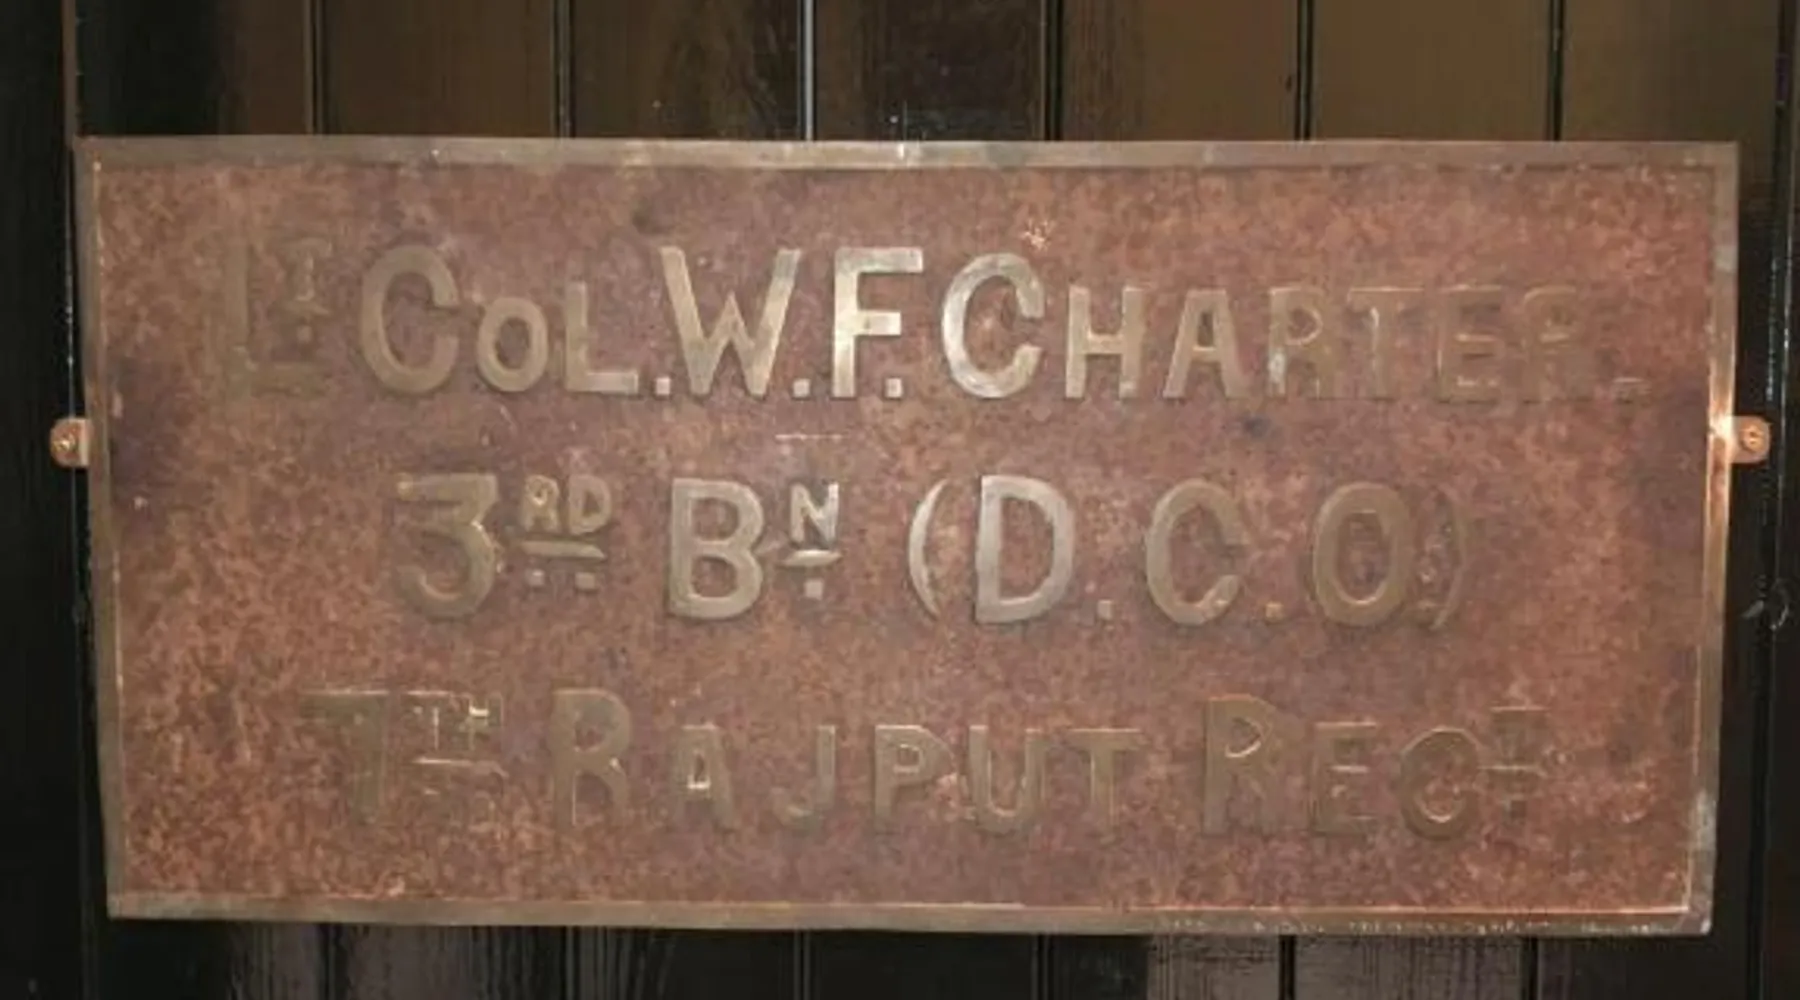 LT COL.W.F.CHARTER.
3RD BN (D.C.O.)
7TH RAJPUT REGT